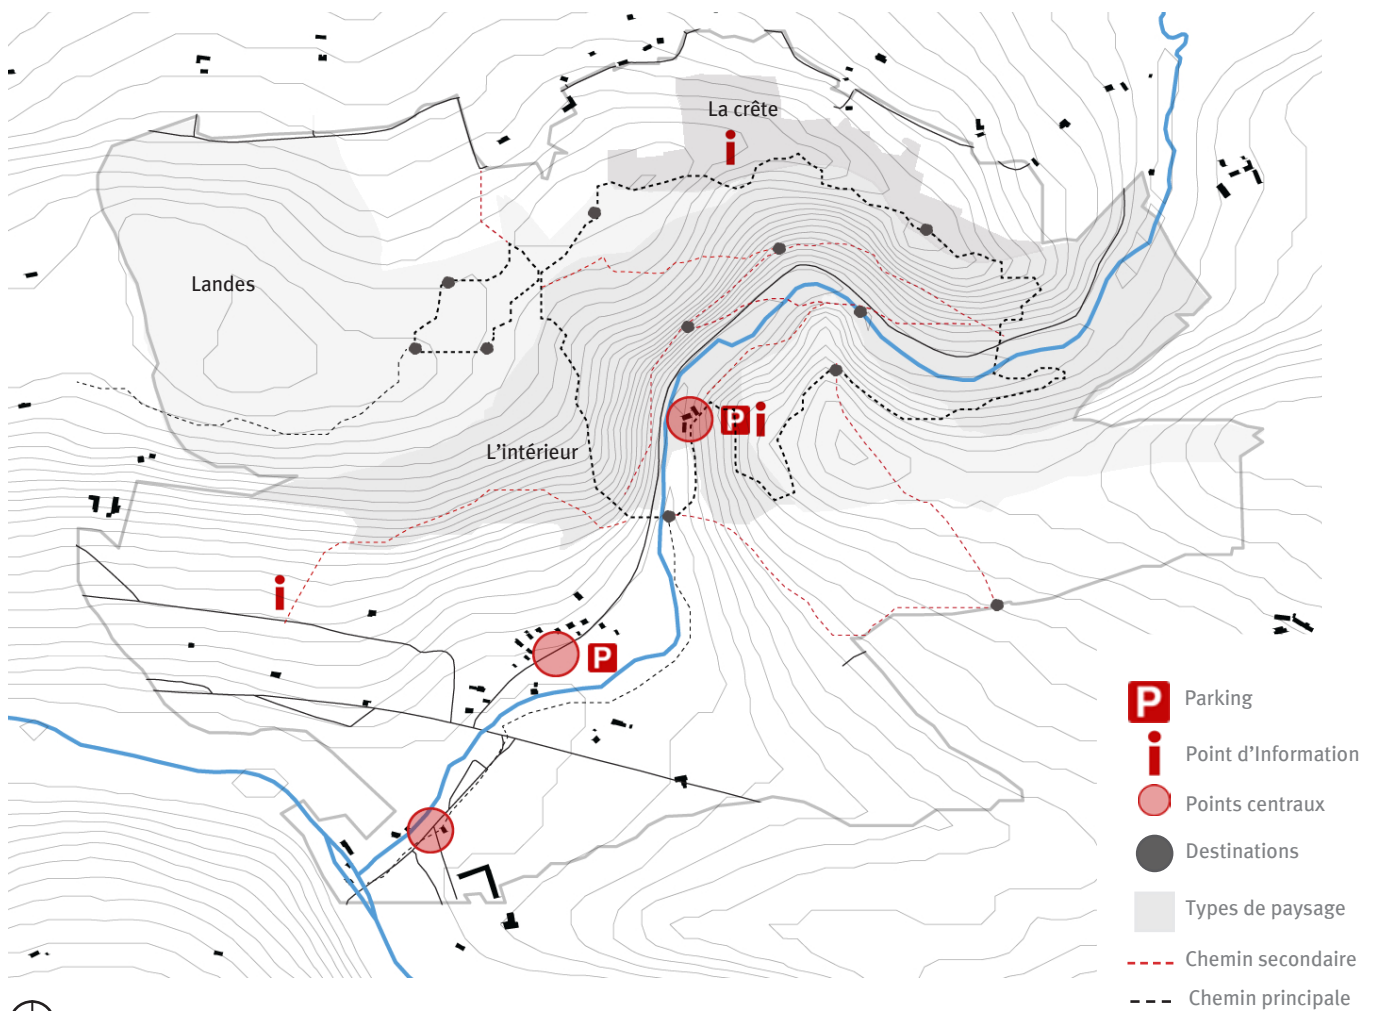 La crête
i
Landes
L'intérieur
P i
i
P
P Parking
i Point d'Information
Points centraux
Destinations
Types de paysage
Chemin secondaire
Chemin principale